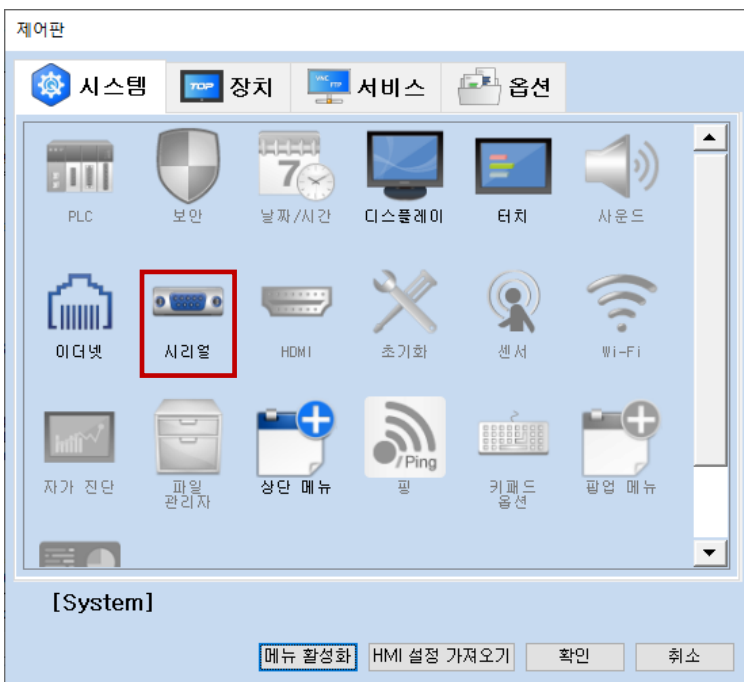 제어판
시스템
TOP 장치
VNC FTP 서비스
옵션
7
PLC
보안
날짜/시간
디스플레이
터치
사운드
이더넷
시리얼
HDMI
초기화
센서
Wi-Fi
/Ping
자가 진단
파일
관리자
상단 메뉴
핑
키패드
옵션
팝업 메뉴
[System]
메뉴 활성화
HMI 설정 가져오기
확인
취소